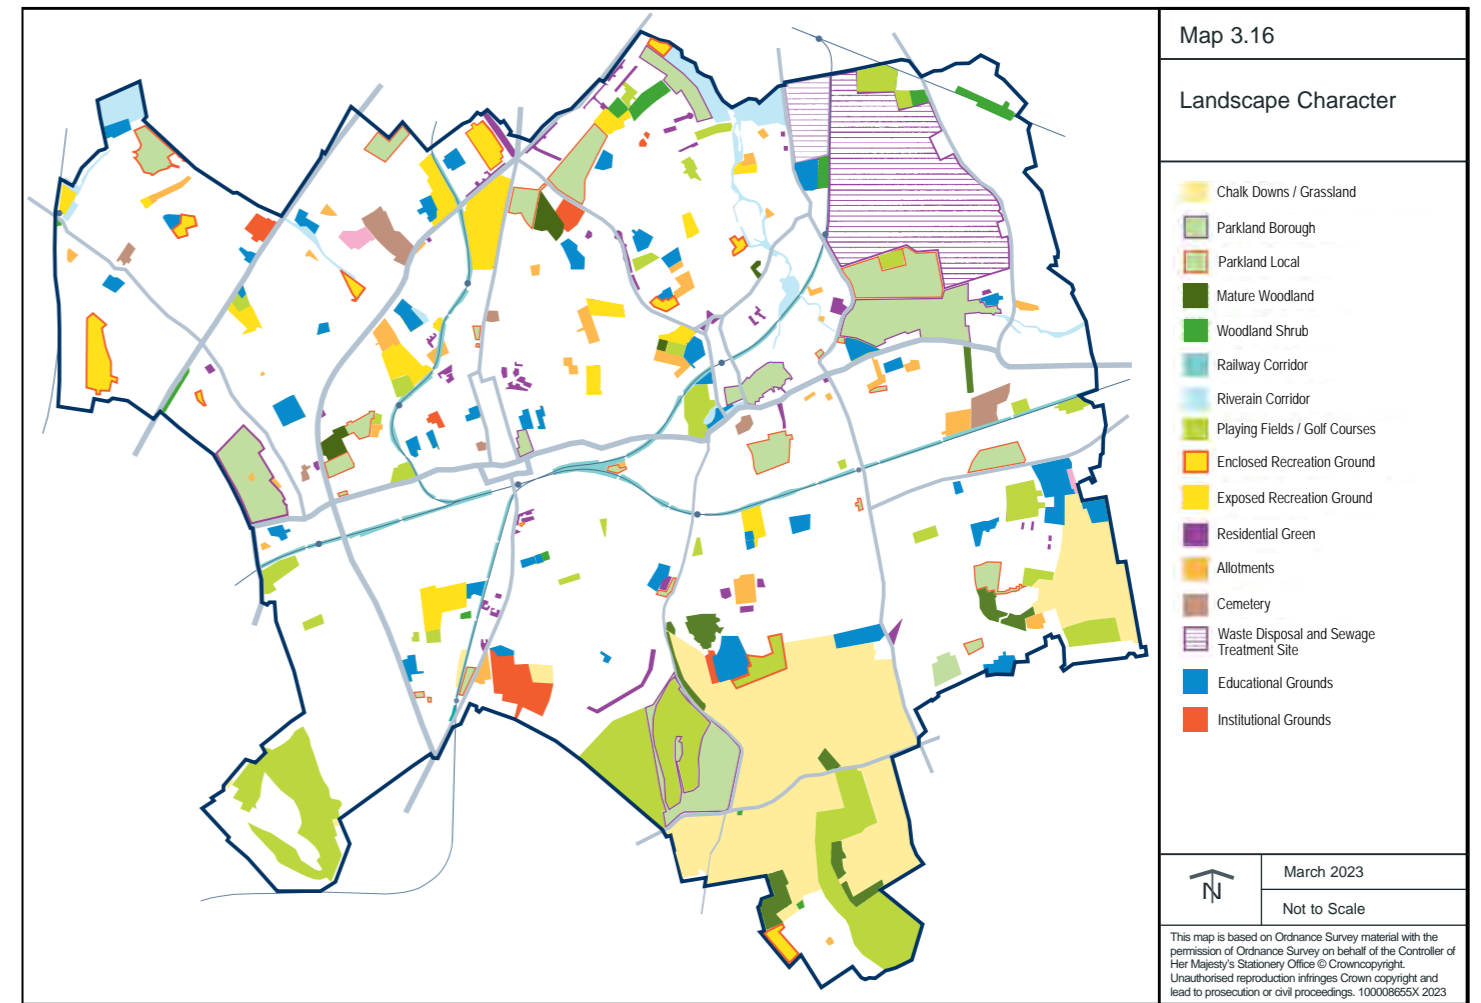 Map 3.16
Landscape Character
Chalk Downs / Grassland
Parkland Borough
Parkland Local
Mature Woodland
Woodland Shrub
Railway Corridor
Riverain Corridor
Playing Fields / Golf Courses
Enclosed Recreation Ground
Exposed Recreation Ground
Residential Green
Allotments
Cemetery
Waste Disposal and Sewage
Treatment Site
Educational Grounds
Institutional Grounds
N
March 2023
Not to Scale
This map is based on Ordnance Survey material with the
permission of Ordnance Survey on behalf of the Controller of
Her Majesty's Stationery Office © Crowncopyright.
Unauthorised reproduction infringes Crown copyright and
lead to prosecution or civil proceedings. 100008655X 2023